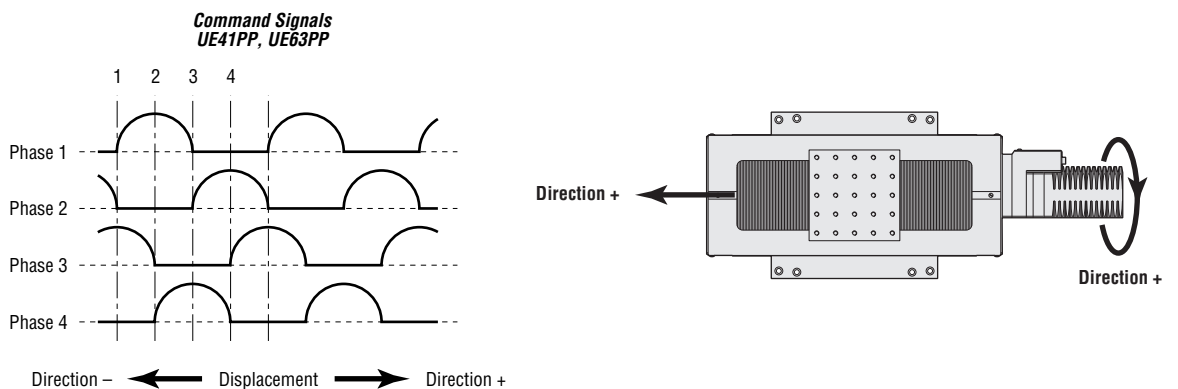 Command Signals
UE41PP, UE63PP
1 2 3 4
Phase 1
Phase 2
Phase 3
Phase 4
Direction – Displacement Direction +
Direction +
Direction +